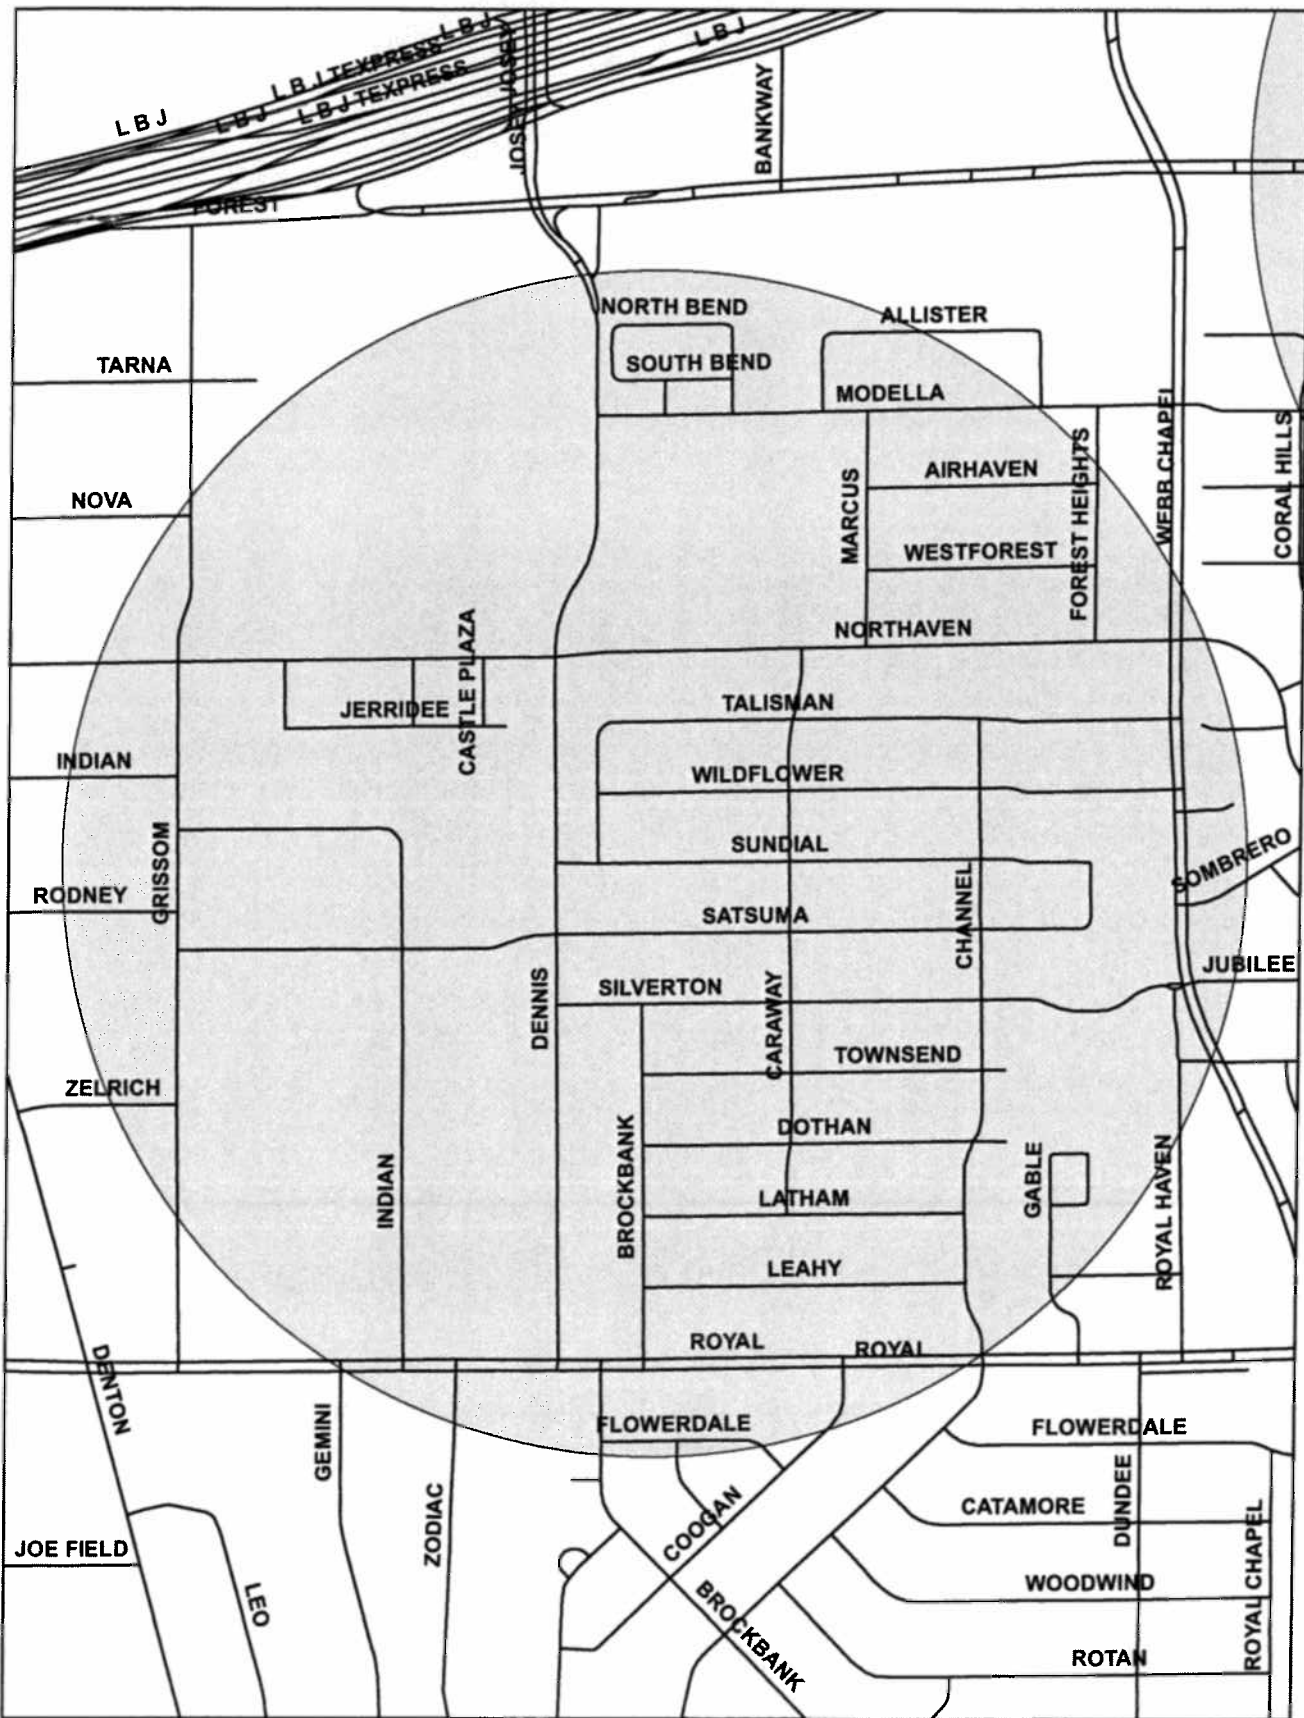 L B J
JOSEY
JOSEY
L B J
L B J TEXPRESS
L B J TEXPRESS
L B J
L B J
JOSEY
BANKWAY
FOREST
NORTH BEND
ALLISTER
TARNA
SOUTH BEND
MODELLA
WEBB CHAPEL
CORAL HILLS
FOREST HEIGHTS
AIRHAVEN
MARCUS
NOVA
WESTFOREST
NORTHAVEN
CASTLE PLAZA
JERRIDEE
TALISMAN
INDIAN
WILDFLOWER
GRISSOM
SUNDIAL
SOMBRERO
RODNEY
CHANNEL
SATSUMA
JUBILEE
DENNIS
SILVERTON
CARAWAY
TOWNSEND
ZELRICH
BROCKBANK
DOTHAN
GABLE
ROYAL HAVEN
INDIAN
LATHAM
LEAHY
ROYAL
ROYAL
DENTON
GEMINI
FLOWERDALE
FLOWERDALE
ZODIAC
COOGAN
DUNDEE
CATAMORE
ROYAL CHAPEL
JOE FIELD
LEO
BROCKBANK
WOODWIND
ROTAN